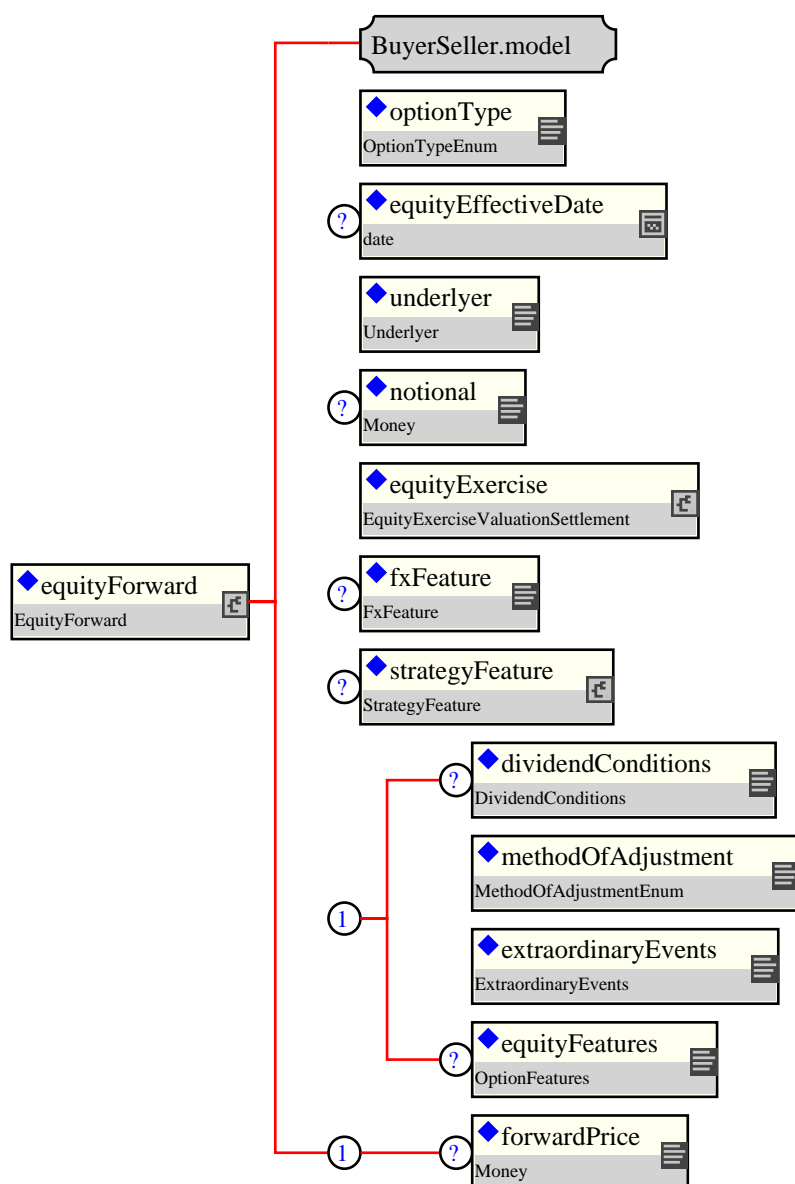 BuyerSeller.model
optionType
OptionTypeEnum
? equityEffectiveDate
date
underlyer
Underlyer
? notional
Money
equityExercise
EquityExerciseValuationSettlement
equityForward
EquityForward
? fxFeature
FxFeature
? strategyFeature
StrategyFeature
? dividendConditions
DividendConditions
methodOfAdjustment
MethodOfAdjustmentEnum
1
extraordinaryEvents
ExtraordinaryEvents
? equityFeatures
OptionFeatures
1 ? forwardPrice
Money